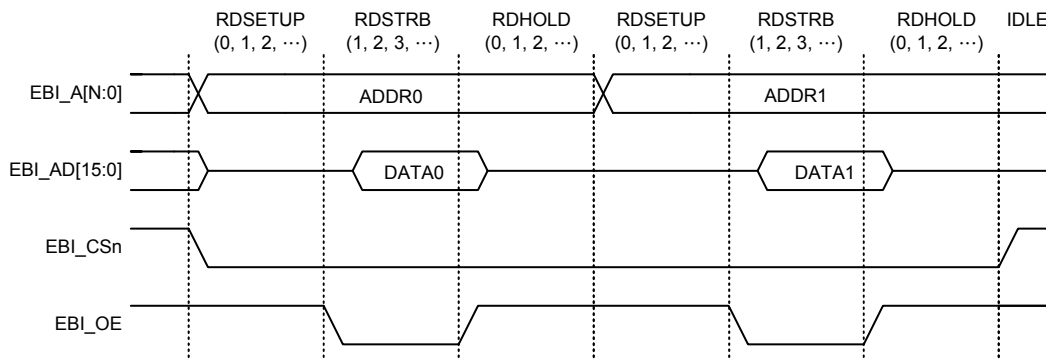 RDSETUP RDSTRB RDHOLD RDSETUP RDSTRB RDHOLD IDLE
(0, 1, 2, ⋯) (1, 2, 3, ⋯) (0, 1, 2, ⋯) (0, 1, 2, ⋯) (1, 2, 3, ⋯) (0, 1, 2, ⋯)
EBI_A[N:0] ADDR0 ADDR1
EBI_AD[15:0] DATA0 DATA1
EBI_CSn
EBI_OE